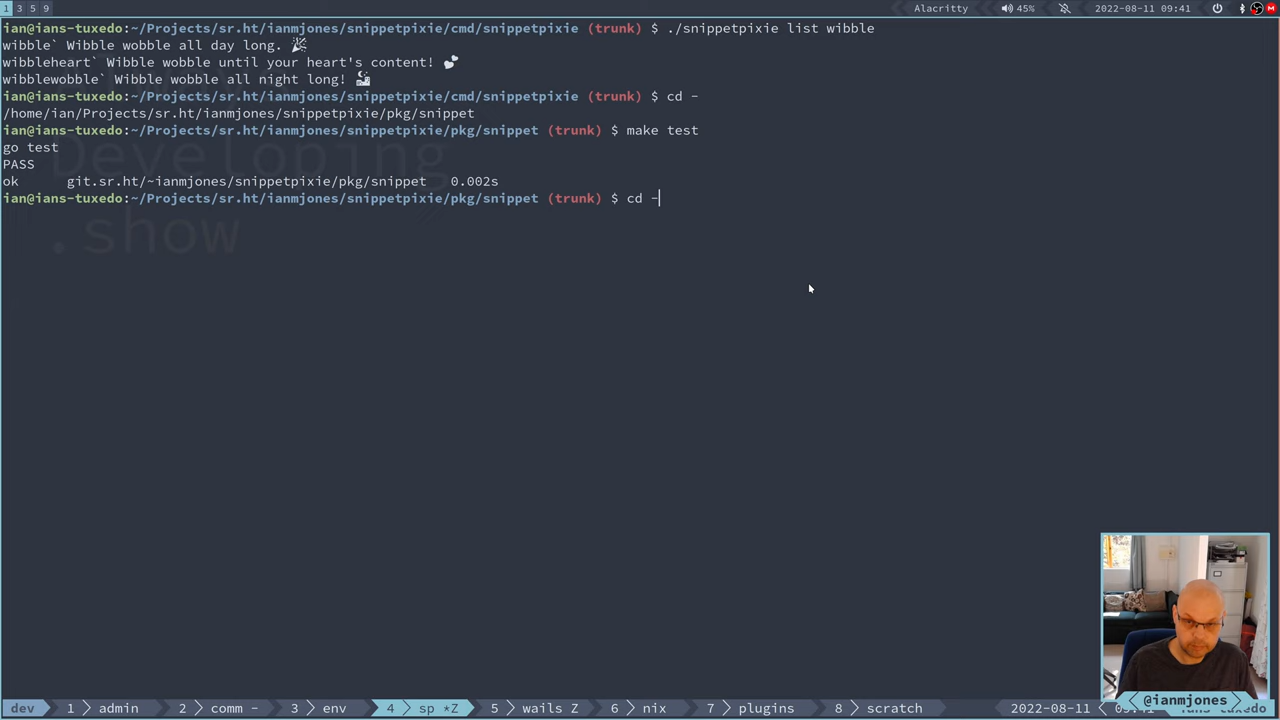 1 3 5 9 Alacritty 45% 2022-08-11 09:41
ian@ians-tuxedo:~/Projects/sr.ht/ianmjones/snippetpixie/cmd/snippetpixie (trunk) $ ./snippetpixie list wibble
wibble` Wibble wobble all day long. 🎉
wibbleheart` Wibble wobble until your heart's content! 💕
wibblewobble` Wibble wobble all night long!
ian@ians-tuxedo:~/Projects/sr.ht/ianmjones/snippetpixie/cmd/snippetpixie (trunk) $ cd -
/home/ian/Projects/sr.ht/ianmjones/snippetpixie/pkg/snippet
ian@ians-tuxedo:~/Projects/sr.ht/ianmjones/snippetpixie/pkg/snippet (trunk) $ make test
go test
Developing
PASS
ok git.sr.ht/~ianmjones/snippetpixie/pkg/snippet 0.002s
ian@ians-tuxedo:~/Projects/sr.ht/ianmjones/snippetpixie/pkg/snippet (trunk) $ cd -
.show
@ianmjones
dev 1 admin 2 comm - 3 env 4 sp *Z 5 wails Z 6 nix 7 plugins 8 scratch 2022-08-11